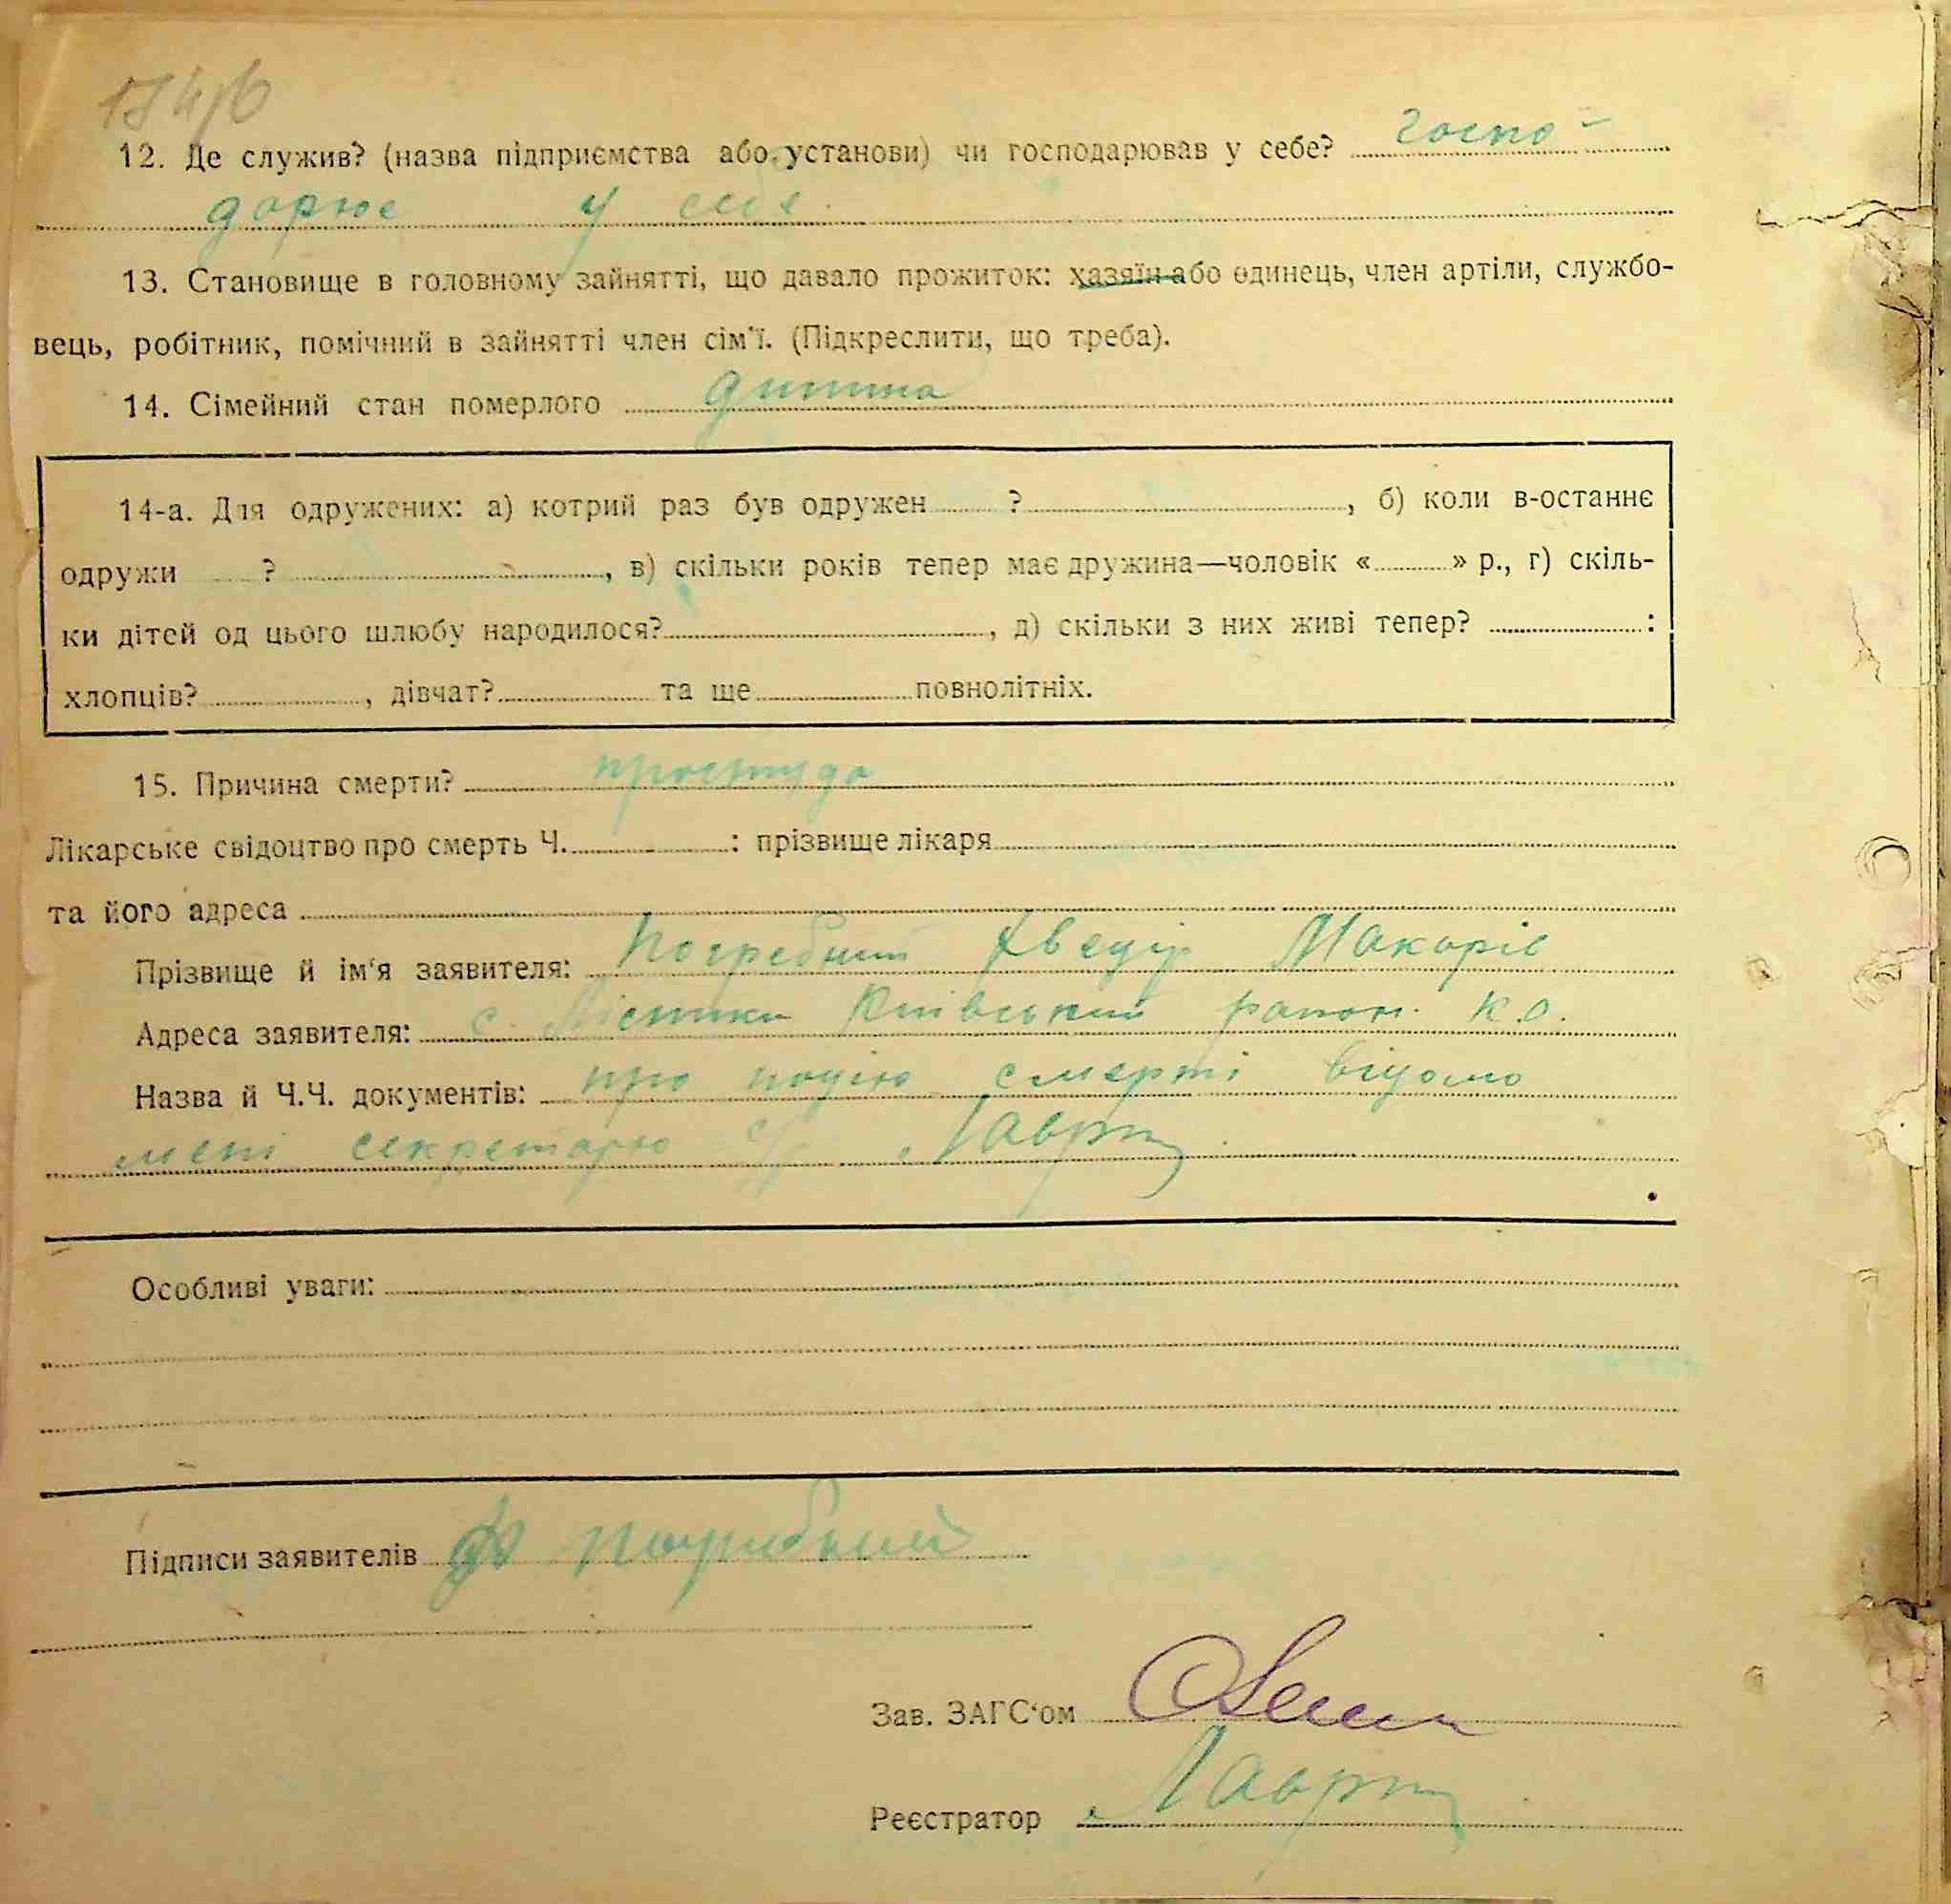 174/6
12. Де служив? (назва підприємства або установи) чи господарював у себе? госпо-
дарює у себе.
13. Становище в головному зайнятті, що давало прожиток: хазяїн або одинець, член артіли, службо-
вець, робітник, помічний в зайнятті член сім'ї. (Підкреслити, що треба).
14. Сімейний стан померлого дитина
14-а. Для одружених: а) котрий раз був одружен ? , б) коли в-останнє
одружи ? , в) скільки років тепер має дружина—чоловік « » р., г) скіль-
ки дітей од цього шлюбу народилося? , д) скільки з них живі тепер? :
хлопців? , дівчат? та ще повнолітніх.
15. Причина смерти? простуда
Лікарське свідоцтво про смерть Ч. : прізвище лікаря
та його адреса
Прізвище й ім'я заявителя: Погребний Хведір Макарів
Адреса заявителя: с. Київський район. К.О.
Назва й Ч.Ч. документів: про подію смерті відомо
мені секретарю с/р
Особливі уваги:
Підписи заявителів Погрибний
Зав. ЗАГС'ом
Реєстратор